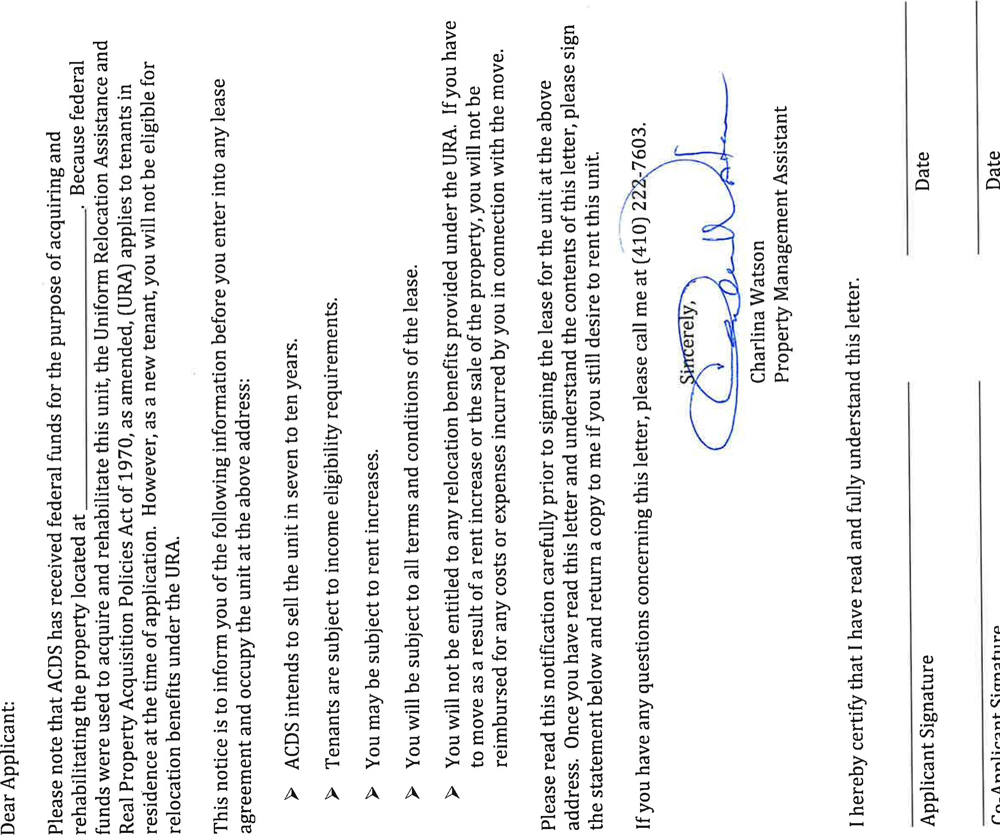 Dear Applicant:
Please note that ACDS has received federal funds for the purpose of acquiring and
rehabilitating the property located at ____________________. Because federal
funds were used to acquire and rehabilitate this unit, the Uniform Relocation Assistance and
Real Property Acquisition Policies Act of 1970, as amended, (URA) applies to tenants in
residence at the time of application. However, as a new tenant, you will not be eligible for
relocation benefits under the URA.
This notice is to inform you of the following information before you enter into any lease
agreement and occupy the unit at the above address:
➢ ACDS intends to sell the unit in seven to ten years.
➢ Tenants are subject to income eligibility requirements.
➢ You may be subject to rent increases.
➢ You will be subject to all terms and conditions of the lease.
➢ You will not be entitled to any relocation benefits provided under the URA. If you have
to move as a result of a rent increase or the sale of the property, you will not be
reimbursed for any costs or expenses incurred by you in connection with the move.
Please read this notification carefully prior to signing the lease for the unit at the above
address. Once you have read this letter and understand the contents of this letter, please sign
the statement below and return a copy to me if you still desire to rent this unit.
If you have any questions concerning this letter, please call me at (410) 222-7603.
Sincerely,
Charlina Watson
Property Management Assistant
I hereby certify that I have read and fully understand this letter.
Applicant Signature Date
Co-Applicant Signature Date